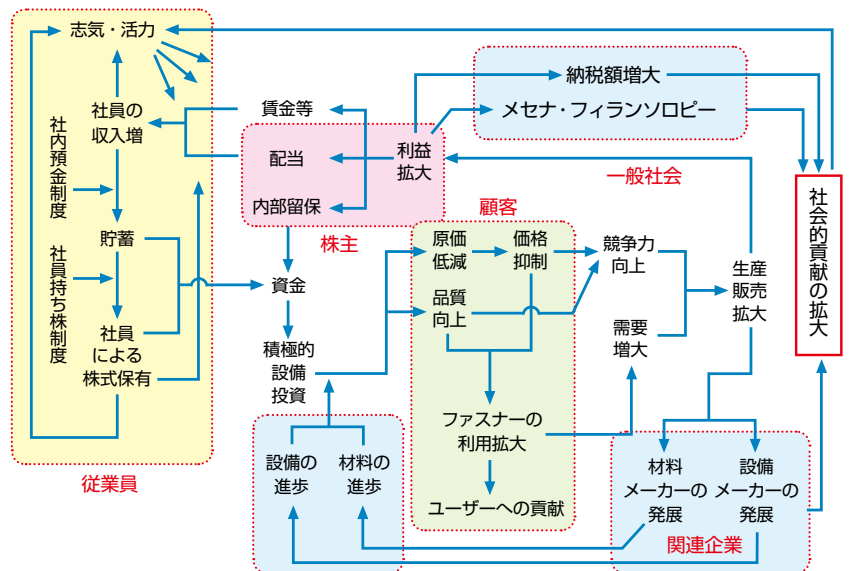 志気・活力
社員の
収入増
社内預金制度
貯蓄
社員持ち株制度
社員
による
株式保有
従業員
賃金等
配当
内部留保
利益
拡大
株主
資金
積極的
設備
投資
設備の
進歩
材料の
進歩
納税額増大
メセナ・フィランソロピー
一般社会
顧客
原価
低減
価格
抑制
品質
向上
ファスナーの
利用拡大
ユーザーへの貢献
競争力
向上
需要
増大
生産
販売
拡大
材料
メーカーの
発展
設備
メーカーの
発展
関連企業
社会的貢献の拡大